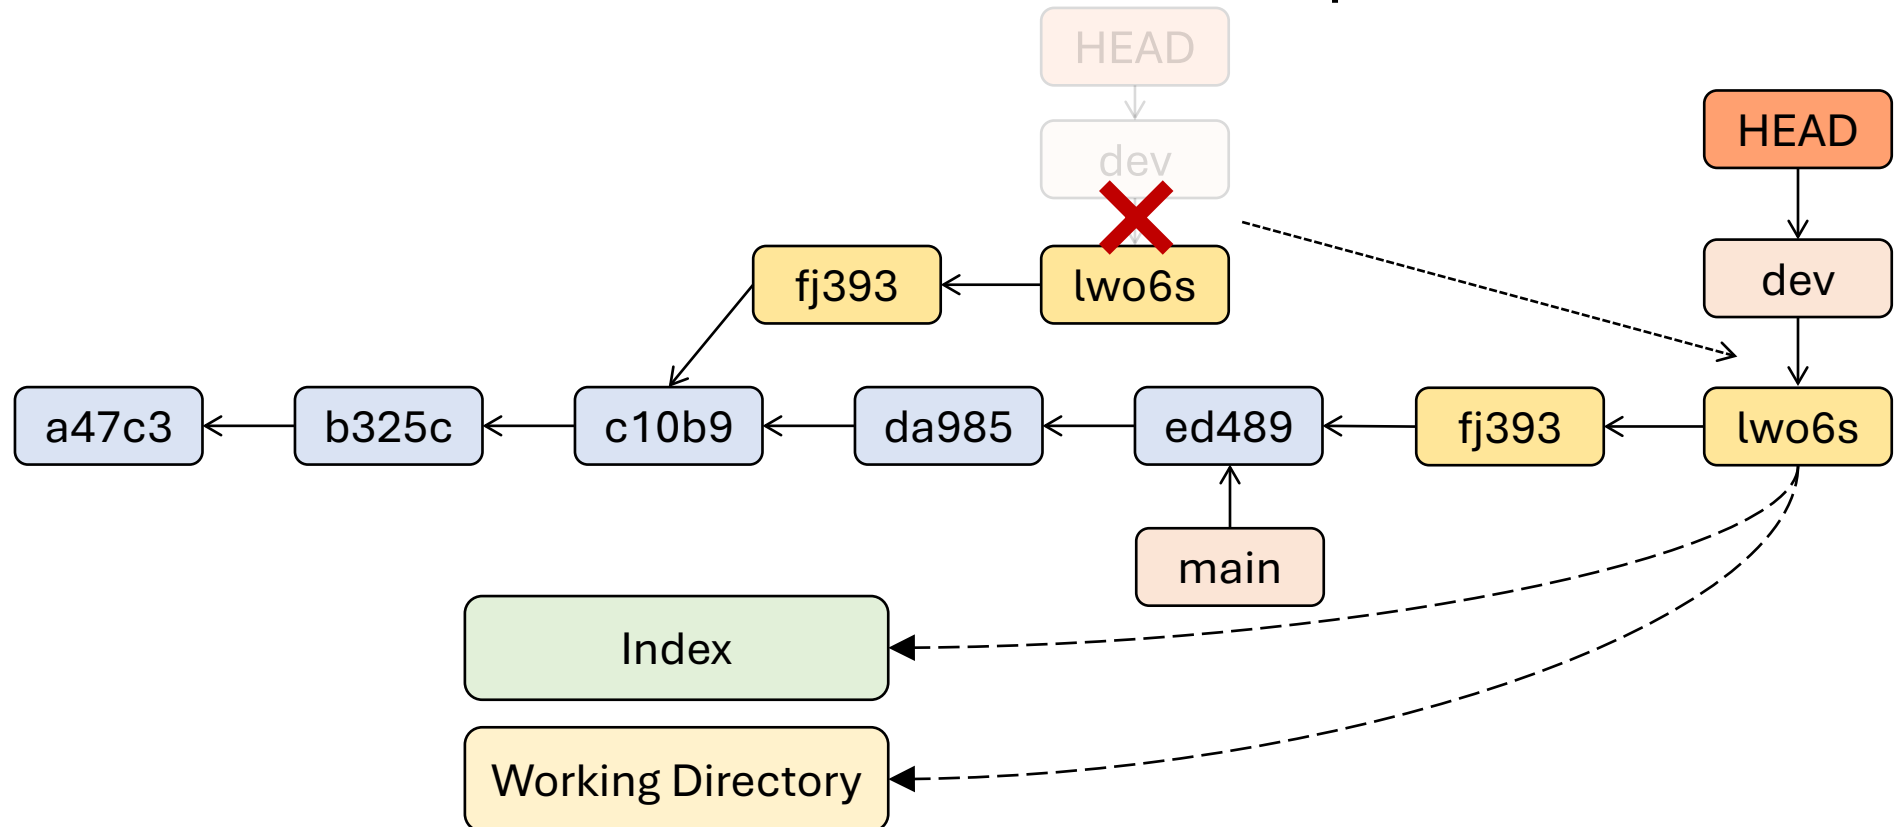 HEAD
dev
HEAD
dev
fj393
lwo6s
a47c3
b325c
c10b9
da985
ed489
fj393
lwo6s
main
Index
Working Directory